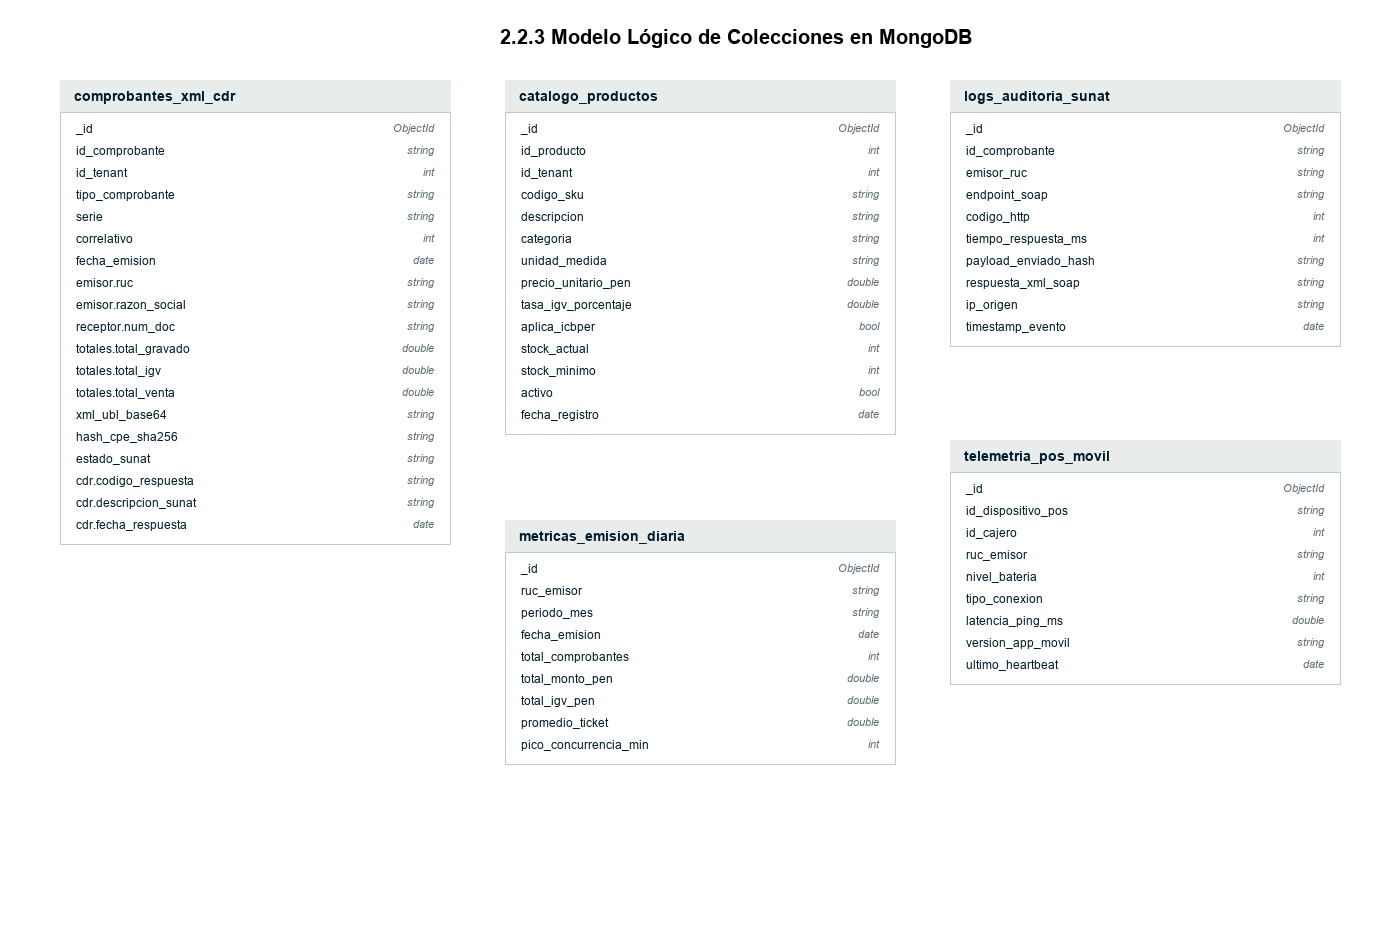 2.2.3 Modelo Lógico de Colecciones en MongoDB
comprobantes_xml_cdr
_id ObjectId
id_comprobante string
id_tenant int
tipo_comprobante string
serie string
correlativo int
fecha_emision date
emisor.ruc string
emisor.razon_social string
receptor.num_doc string
totales.total_gravado double
totales.total_igv double
totales.total_venta double
xml_ubl_base64 string
hash_cpe_sha256 string
estado_sunat string
cdr.codigo_respuesta string
cdr.descripcion_sunat string
cdr.fecha_respuesta date
catalogo_productos
_id ObjectId
id_producto int
id_tenant int
codigo_sku string
descripcion string
categoria string
unidad_medida string
precio_unitario_pen double
tasa_igv_porcentaje double
aplica_icbper bool
stock_actual int
stock_minimo int
activo bool
fecha_registro date
metricas_emision_diaria
_id ObjectId
ruc_emisor string
periodo_mes string
fecha_emision date
total_comprobantes int
total_monto_pen double
total_igv_pen double
promedio_ticket double
pico_concurrencia_min int
logs_auditoria_sunat
_id ObjectId
id_comprobante string
emisor_ruc string
endpoint_soap string
codigo_http int
tiempo_respuesta_ms int
payload_enviado_hash string
respuesta_xml_soap string
ip_origen string
timestamp_evento date
telemetria_pos_movil
_id ObjectId
id_dispositivo_pos string
id_cajero int
ruc_emisor string
nivel_bateria int
tipo_conexion string
latencia_ping_ms double
version_app_movil string
ultimo_heartbeat date